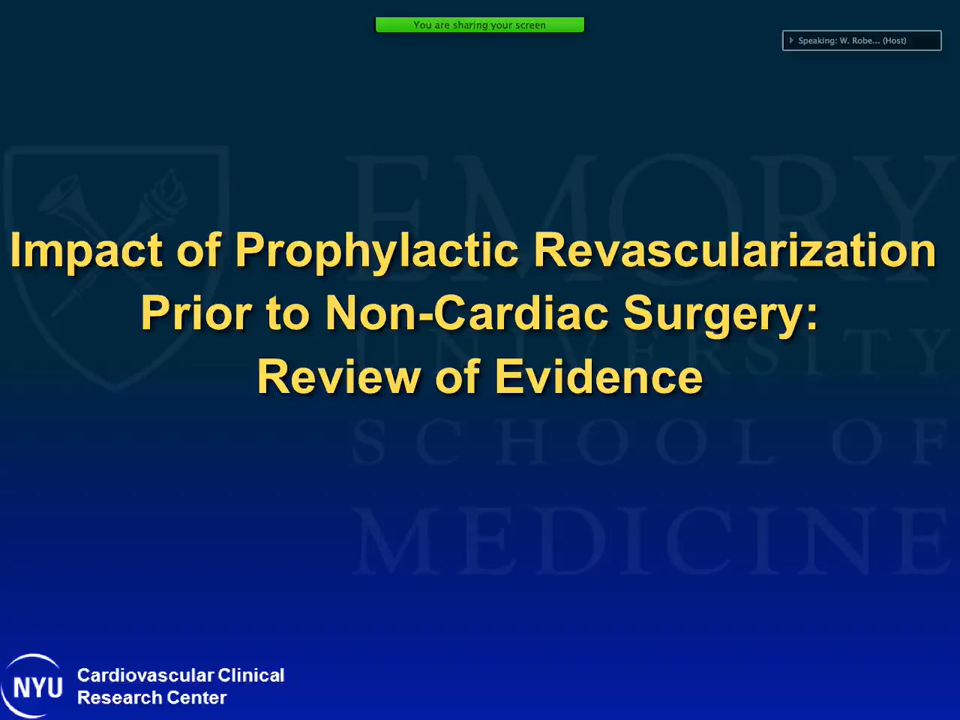 You are sharing your screen
Speaking: W. Robe... (Host)
EMORY
UNIVERSITY
SCHOOL OF
MEDICINE
Impact of Prophylactic Revascularization
Prior to Non-Cardiac Surgery:
Review of Evidence
NYU
Cardiovascular Clinical
Research Center